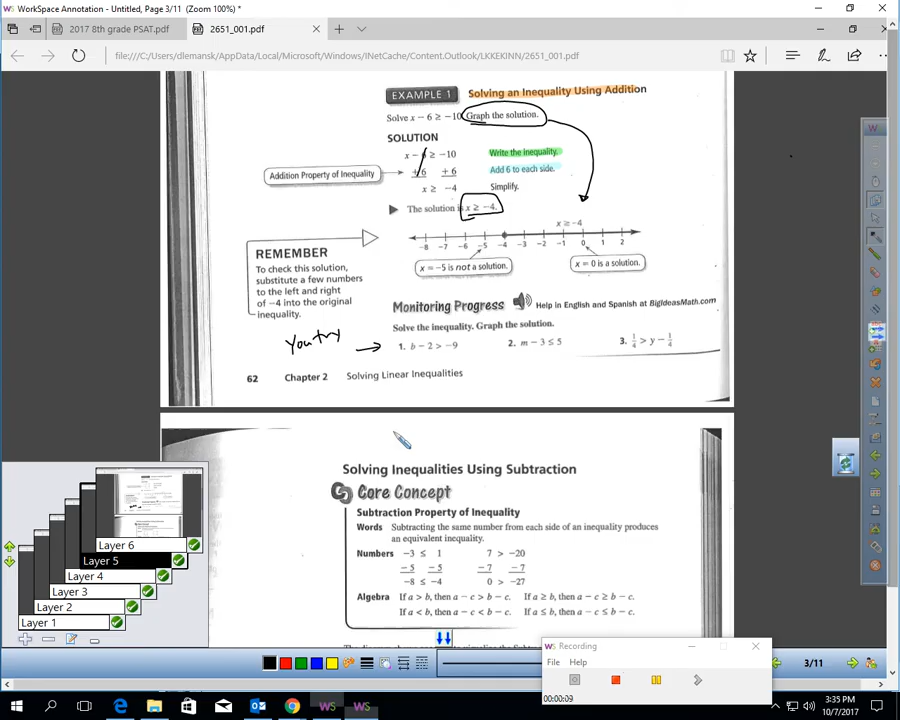 WorkSpace Annotation - Untitled, Page 3/11 (Zoom 100%) *
2017 8th grade PSAT.pdf
2651_001.pdf
file:///C:/Users/dlemansk/AppData/Local/Microsoft/Windows/INetCache/Content.Outlook/LKKEKINN/2651_001.pdf
EXAMPLE 1 Solving an Inequality Using Addition
Solve x − 6 ≥ −10. Graph the solution.
SOLUTION
x − 6 ≥ −10 Write the inequality.
Addition Property of Inequality +6 +6 Add 6 to each side.
x ≥ −4 Simplify.
The solution is x ≥ −4.
x ≥ −4
-8 -7 -6 -5 -4 -3 -2 -1 0 1 2
x = −5 is not a solution.
x = 0 is a solution.
REMEMBER
To check this solution,
substitute a few numbers
to the left and right
of −4 into the original
inequality.
Monitoring Progress Help in English and Spanish at BigIdeasMath.com
Solve the inequality. Graph the solution.
You try
1. b − 2 > −9 2. m − 3 ≤ 5 3. 1/4 > y − 1/4
62 Chapter 2 Solving Linear Inequalities
Solving Inequalities Using Subtraction
Core Concept
Subtraction Property of Inequality
Words Subtracting the same number from each side of an inequality produces
an equivalent inequality.
Numbers −3 ≤ 1 7 > −20
− 5 − 5 − 7 − 7
−8 ≤ −4 0 > −27
Algebra If a > b, then a − c > b − c. If a ≥ b, then a − c ≥ b − c.
If a < b, then a − c < b − c. If a ≤ b, then a − c ≤ b − c.
Layer 6
Layer 5
Layer 4
Layer 3
Layer 2
Layer 1
WS Recording
File Help
00:00:09
3/11
3:35 PM
10/7/2017